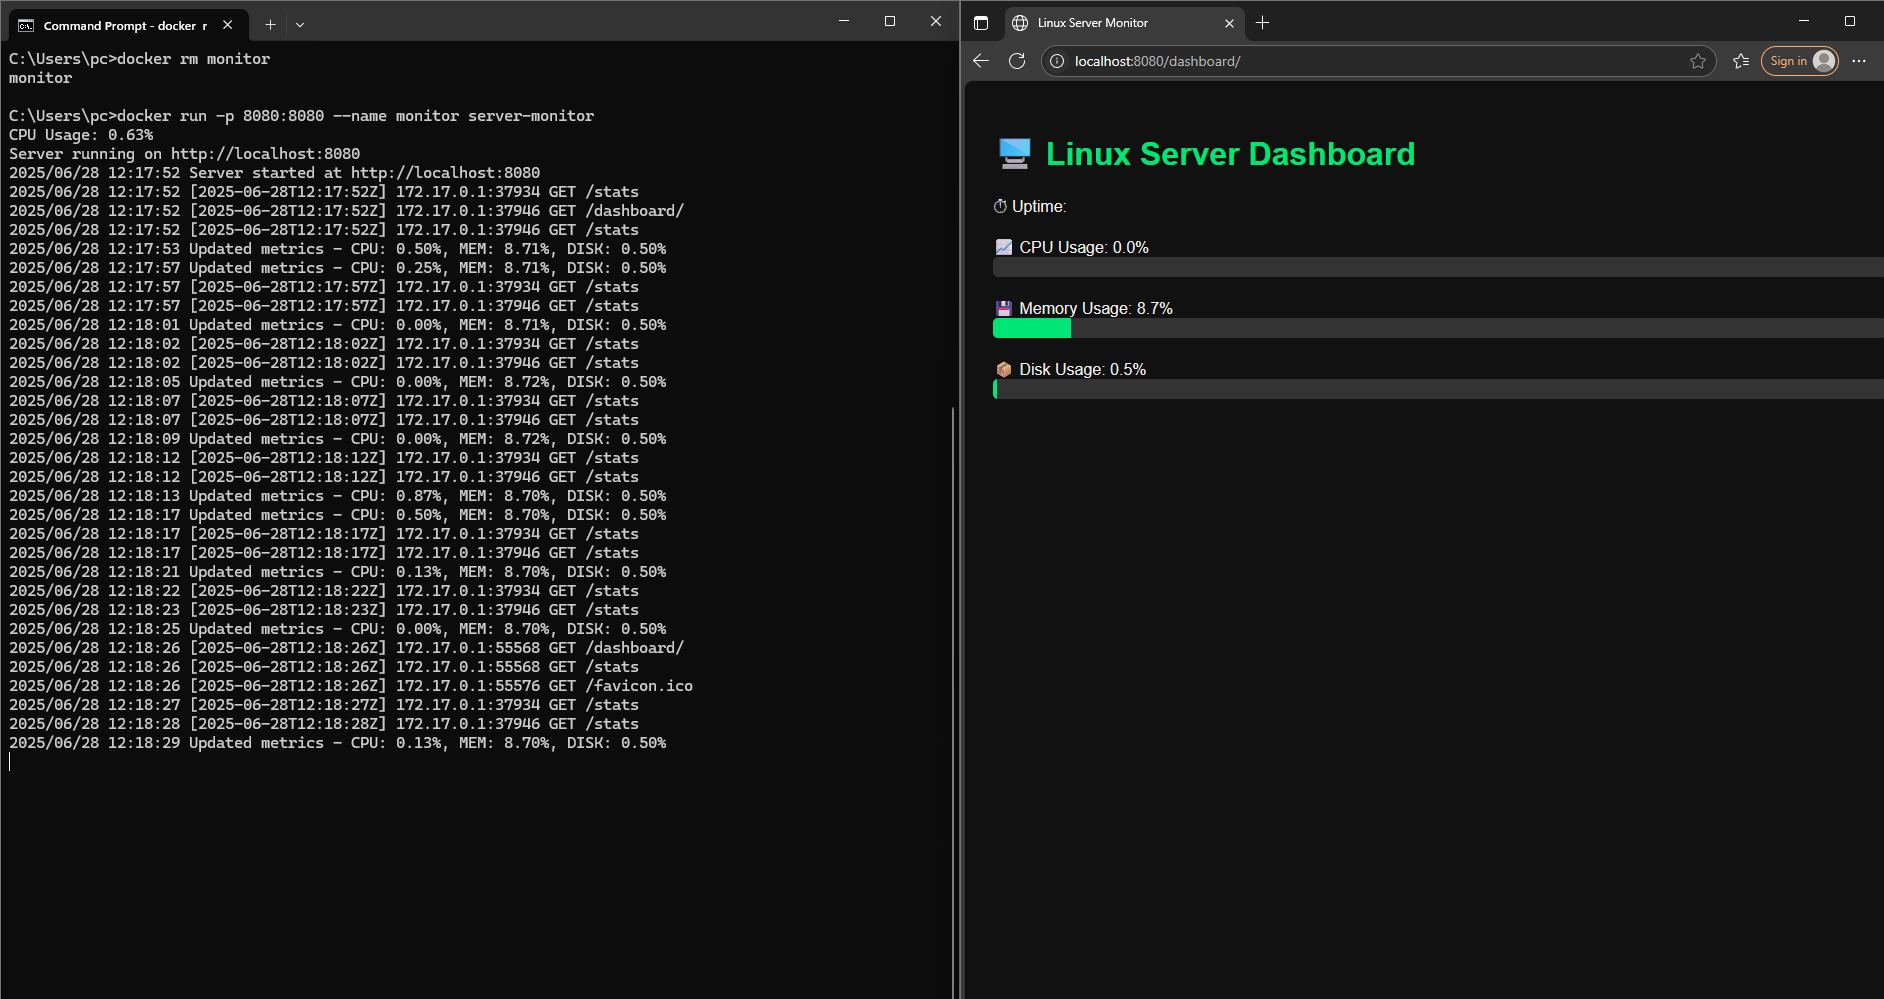 Command Prompt - docker  r
C:\Users\pc>docker rm monitor
monitor
C:\Users\pc>docker run -p 8080:8080 --name monitor server-monitor
CPU Usage: 0.63%
Server running on http://localhost:8080
2025/06/28 12:17:52 Server started at http://localhost:8080
2025/06/28 12:17:52 [2025-06-28T12:17:52Z] 172.17.0.1:37934 GET /stats
2025/06/28 12:17:52 [2025-06-28T12:17:52Z] 172.17.0.1:37946 GET /dashboard/
2025/06/28 12:17:52 [2025-06-28T12:17:52Z] 172.17.0.1:37946 GET /stats
2025/06/28 12:17:53 Updated metrics - CPU: 0.50%, MEM: 8.71%, DISK: 0.50%
2025/06/28 12:17:57 Updated metrics - CPU: 0.25%, MEM: 8.71%, DISK: 0.50%
2025/06/28 12:17:57 [2025-06-28T12:17:57Z] 172.17.0.1:37934 GET /stats
2025/06/28 12:17:57 [2025-06-28T12:17:57Z] 172.17.0.1:37946 GET /stats
2025/06/28 12:18:01 Updated metrics - CPU: 0.00%, MEM: 8.71%, DISK: 0.50%
2025/06/28 12:18:02 [2025-06-28T12:18:02Z] 172.17.0.1:37934 GET /stats
2025/06/28 12:18:02 [2025-06-28T12:18:02Z] 172.17.0.1:37946 GET /stats
2025/06/28 12:18:05 Updated metrics - CPU: 0.00%, MEM: 8.72%, DISK: 0.50%
2025/06/28 12:18:07 [2025-06-28T12:18:07Z] 172.17.0.1:37934 GET /stats
2025/06/28 12:18:07 [2025-06-28T12:18:07Z] 172.17.0.1:37946 GET /stats
2025/06/28 12:18:09 Updated metrics - CPU: 0.00%, MEM: 8.72%, DISK: 0.50%
2025/06/28 12:18:12 [2025-06-28T12:18:12Z] 172.17.0.1:37934 GET /stats
2025/06/28 12:18:12 [2025-06-28T12:18:12Z] 172.17.0.1:37946 GET /stats
2025/06/28 12:18:13 Updated metrics - CPU: 0.87%, MEM: 8.70%, DISK: 0.50%
2025/06/28 12:18:17 Updated metrics - CPU: 0.50%, MEM: 8.70%, DISK: 0.50%
2025/06/28 12:18:17 [2025-06-28T12:18:17Z] 172.17.0.1:37934 GET /stats
2025/06/28 12:18:17 [2025-06-28T12:18:17Z] 172.17.0.1:37946 GET /stats
2025/06/28 12:18:21 Updated metrics - CPU: 0.13%, MEM: 8.70%, DISK: 0.50%
2025/06/28 12:18:22 [2025-06-28T12:18:22Z] 172.17.0.1:37934 GET /stats
2025/06/28 12:18:23 [2025-06-28T12:18:23Z] 172.17.0.1:37946 GET /stats
2025/06/28 12:18:25 Updated metrics - CPU: 0.00%, MEM: 8.70%, DISK: 0.50%
2025/06/28 12:18:26 [2025-06-28T12:18:26Z] 172.17.0.1:55568 GET /dashboard/
2025/06/28 12:18:26 [2025-06-28T12:18:26Z] 172.17.0.1:55568 GET /stats
2025/06/28 12:18:26 [2025-06-28T12:18:26Z] 172.17.0.1:55576 GET /favicon.ico
2025/06/28 12:18:27 [2025-06-28T12:18:27Z] 172.17.0.1:37934 GET /stats
2025/06/28 12:18:28 [2025-06-28T12:18:28Z] 172.17.0.1:37946 GET /stats
2025/06/28 12:18:29 Updated metrics - CPU: 0.13%, MEM: 8.70%, DISK: 0.50%
Linux Server Monitor
localhost:8080/dashboard/
Sign in
Linux Server Dashboard
Uptime:
CPU Usage: 0.0%
Memory Usage: 8.7%
Disk Usage: 0.5%